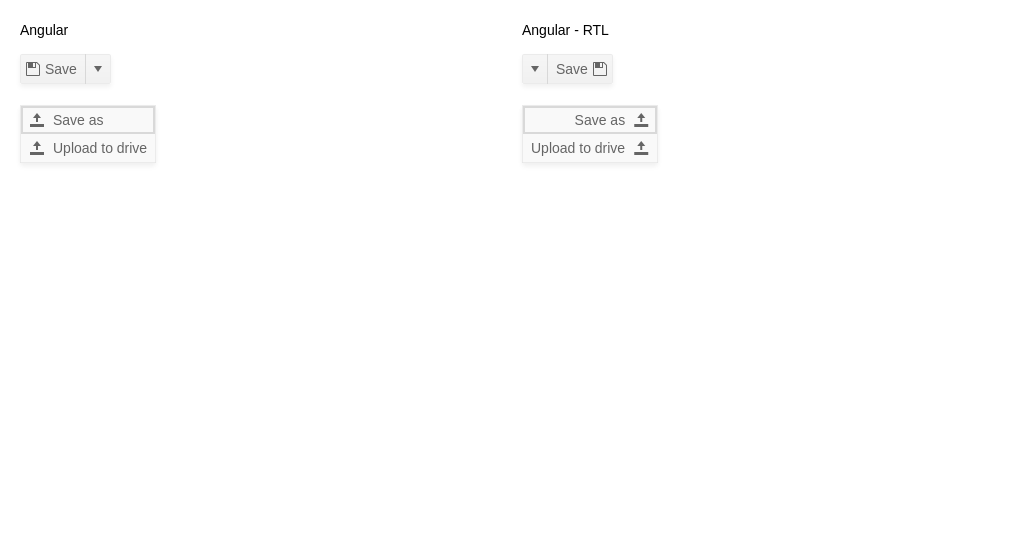 Angular
Save
Save as
Upload to drive
Angular - RTL
Save
Save as
Upload to drive